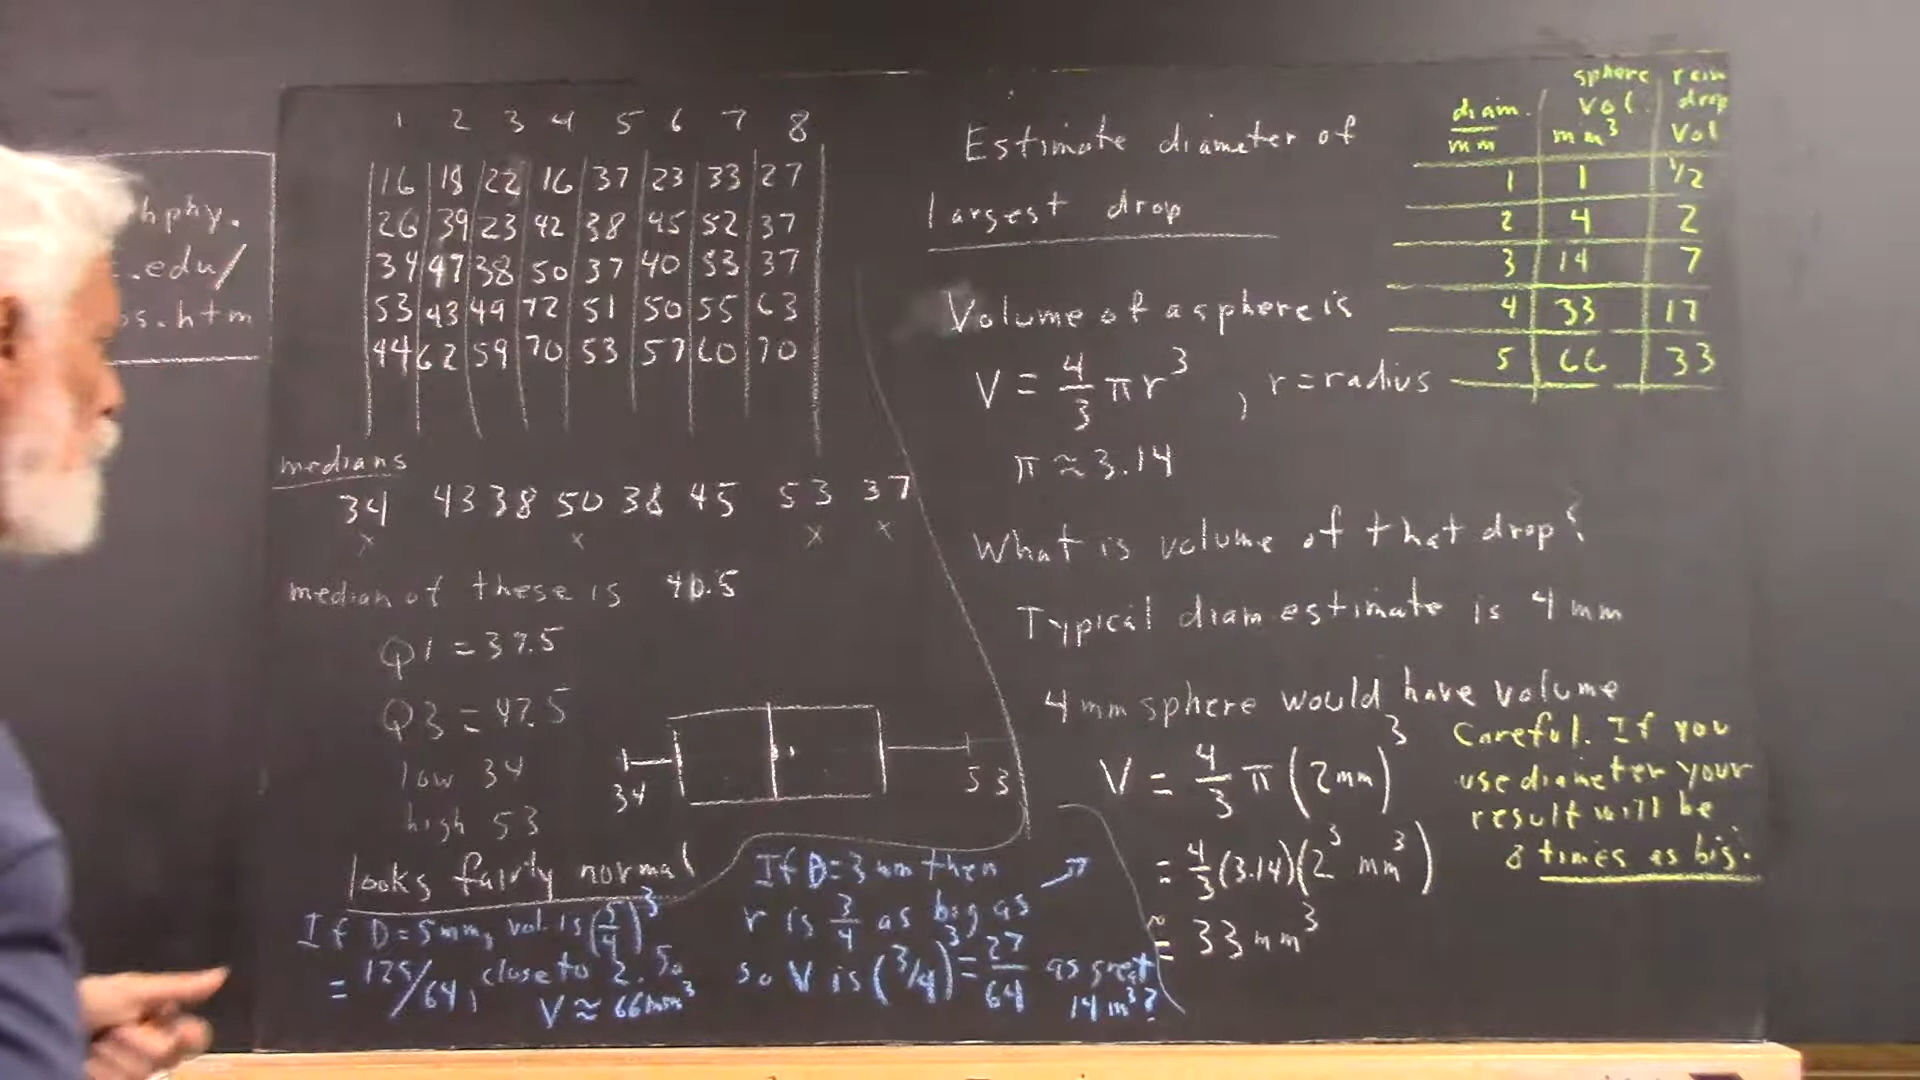 hphy.
.edu/
os.htm
1 2 3 4 5 6 7 8
16 18 22 16 37 23 33 27
26 39 23 42 38 45 52 37
34 47 38 50 37 40 53 37
53 43 49 72 51 50 55 63
44 62 59 70 53 57 60 70
medians
34 43 38 50 38 45 53 37
x x x x
median of these is 40.5
Q1 = 37.5
Q3 = 47.5
low 34
high 53
34 53
looks fairly normal
If D = 5mm, vol. is (5/4)^3
= 125/64, close to 2. So
V ≈ 66mm^3
If D = 3 mm then
r is 3/4 as big as
so V is (3/4)^3 = 27/64 as great
14 m^3?
Estimate diameter of
largest drop
Volume of a sphere is
V = 4/3 π r^3, r = radius
π ≈ 3.14
What is volume of that drop?
Typical diam estimate is 4 mm
4 mm sphere would have volume
V = 4/3 π (2mm)^3
= 4/3 (3.14)(2^3 mm^3)
≈ 33 mm^3
Careful. If you
use diameter your
result will be
8 times as big.
sphere rain
diam. vol. drop
mm mm^3 vol
1 1 1/2
2 4 2
3 14 7
4 33 17
5 66 33